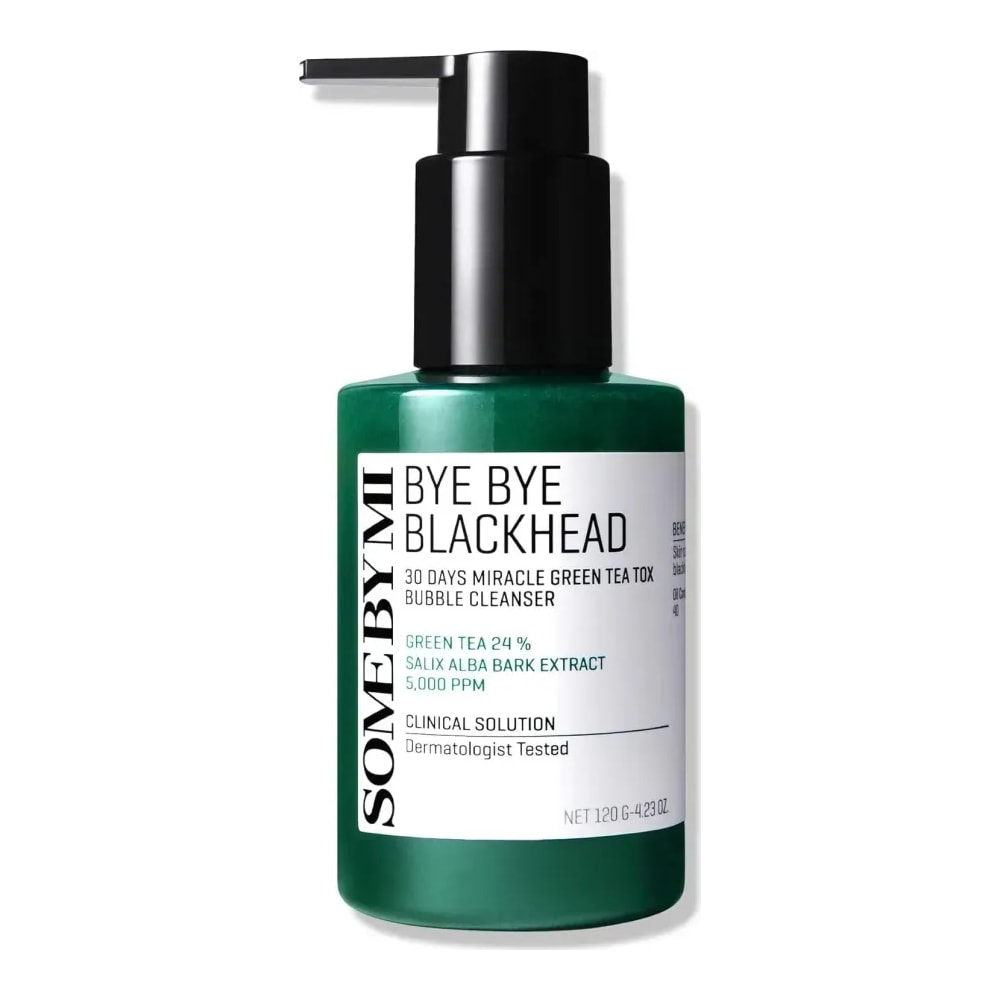 SOME BY MI
BYE BYE
BLACKHEAD
30 DAYS MIRACLE GREEN TEA TOX
BUBBLE CLEANSER
GREEN TEA 24 %
SALIX ALBA BARK EXTRACT
5,000 PPM
CLINICAL SOLUTION
Dermatologist Tested
NET 120 G-4.23 OZ.